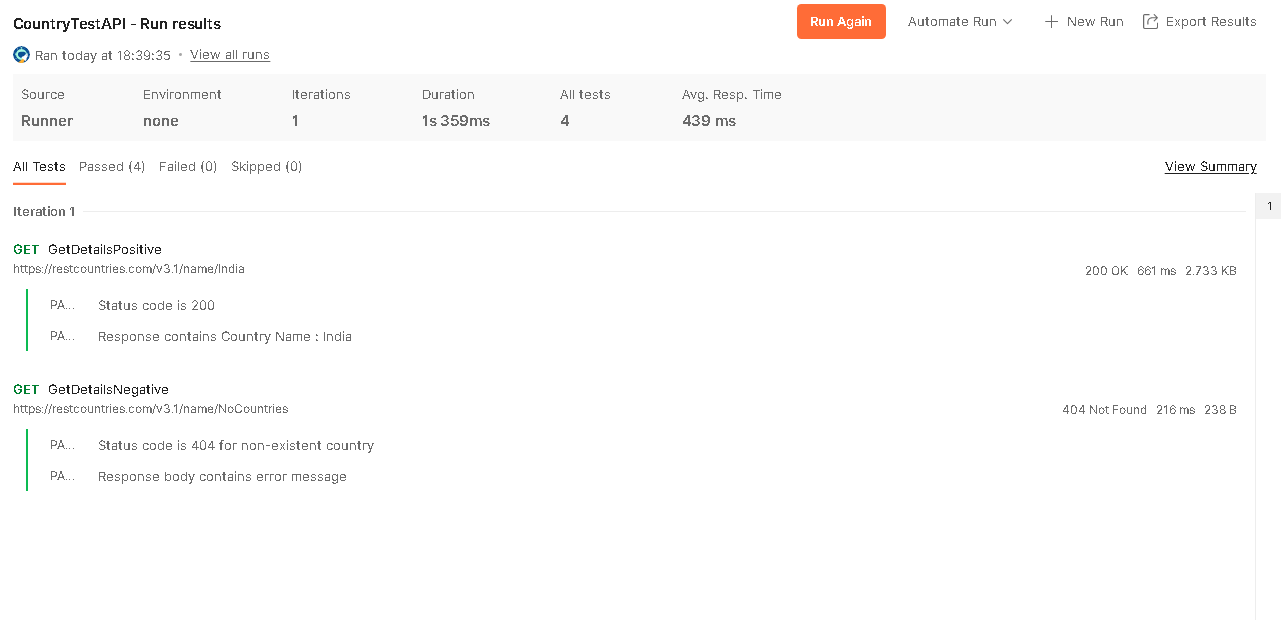 CountryTestAPI - Run results
Run Again
Automate Run
New Run
Export Results
Ran today at 18:39:35 · View all runs
Source Environment Iterations Duration All tests Avg. Resp. Time
Runner none 1 1s 359ms 4 439 ms
All Tests Passed (4) Failed (0) Skipped (0) View Summary
Iteration 1
1
GET GetDetailsPositive
https://restcountries.com/v3.1/name/India
200 OK 661 ms 2.733 KB
PA... Status code is 200
PA... Response contains Country Name : India
GET GetDetailsNegative
https://restcountries.com/v3.1/name/NoCountries
404 Not Found 216 ms 238 B
PA... Status code is 404 for non-existent country
PA... Response body contains error message